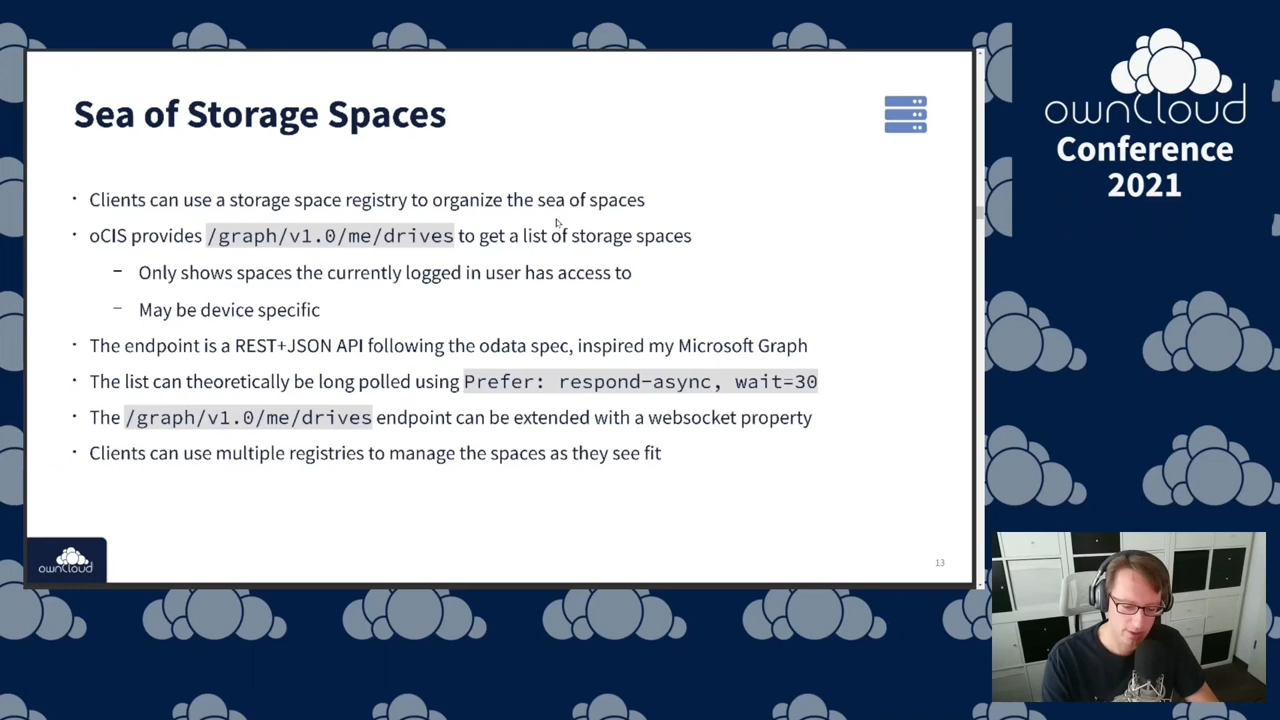 Sea of Storage Spaces
· Clients can use a storage space registry to organize the sea of spaces
· oCIS provides /graph/v1.0/me/drives to get a list of storage spaces
– Only shows spaces the currently logged in user has access to
– May be device specific
· The endpoint is a REST+JSON API following the odata spec, inspired my Microsoft Graph
· The list can theoretically be long polled using Prefer: respond-async, wait=30
· The /graph/v1.0/me/drives endpoint can be extended with a websocket property
· Clients can use multiple registries to manage the spaces as they see fit
ownCloud
13
ownCloud
Conference
2021